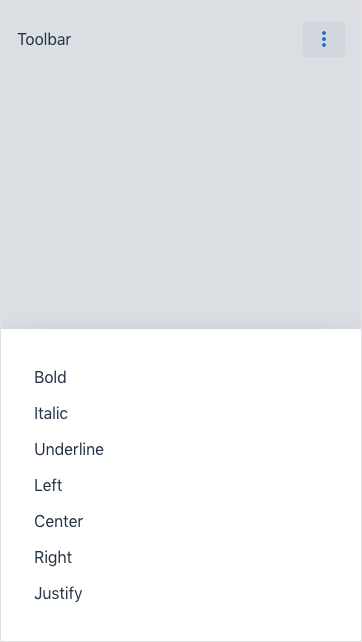 Toolbar
Bold
Italic
Underline
Left
Center
Right
Justify